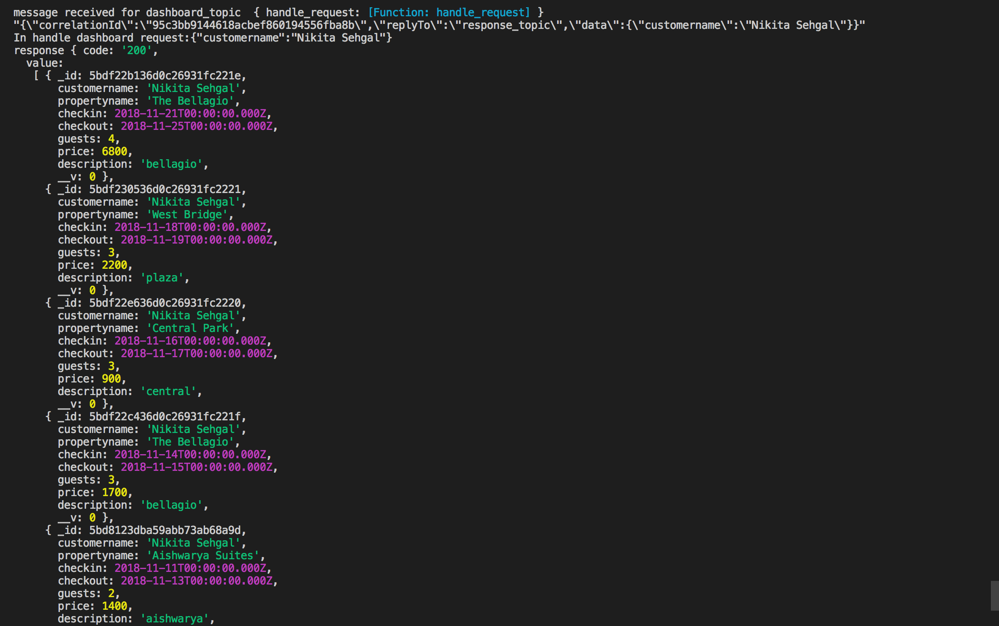 message received for dashboard_topic  { handle_request: [Function: handle_request] }
"{\"correlationId\":\"95c3bb9144618acbef860194556fba8b\",\"replyTo\":\"response_topic\",\"data\":{\"customername\":\"Nikita Sehgal\"}}"
In handle dashboard request:{"customername":"Nikita Sehgal"}
response { code: '200',
  value:
   [ { _id: 5bdf22b136d0c26931fc221e,
       customername: 'Nikita Sehgal',
       propertyname: 'The Bellagio',
       checkin: 2018-11-21T00:00:00.000Z,
       checkout: 2018-11-25T00:00:00.000Z,
       guests: 4,
       price: 6800,
       description: 'bellagio',
       __v: 0 },
     { _id: 5bdf230536d0c26931fc2221,
       customername: 'Nikita Sehgal',
       propertyname: 'West Bridge',
       checkin: 2018-11-18T00:00:00.000Z,
       checkout: 2018-11-19T00:00:00.000Z,
       guests: 3,
       price: 2200,
       description: 'plaza',
       __v: 0 },
     { _id: 5bdf22e636d0c26931fc2220,
       customername: 'Nikita Sehgal',
       propertyname: 'Central Park',
       checkin: 2018-11-16T00:00:00.000Z,
       checkout: 2018-11-17T00:00:00.000Z,
       guests: 3,
       price: 900,
       description: 'central',
       __v: 0 },
     { _id: 5bdf22c436d0c26931fc221f,
       customername: 'Nikita Sehgal',
       propertyname: 'The Bellagio',
       checkin: 2018-11-14T00:00:00.000Z,
       checkout: 2018-11-15T00:00:00.000Z,
       guests: 3,
       price: 1700,
       description: 'bellagio',
       __v: 0 },
     { _id: 5bd8123dba59abb73ab68a9d,
       customername: 'Nikita Sehgal',
       propertyname: 'Aishwarya Suites',
       checkin: 2018-11-11T00:00:00.000Z,
       checkout: 2018-11-13T00:00:00.000Z,
       guests: 2,
       price: 1400,
       description: 'aishwarya',